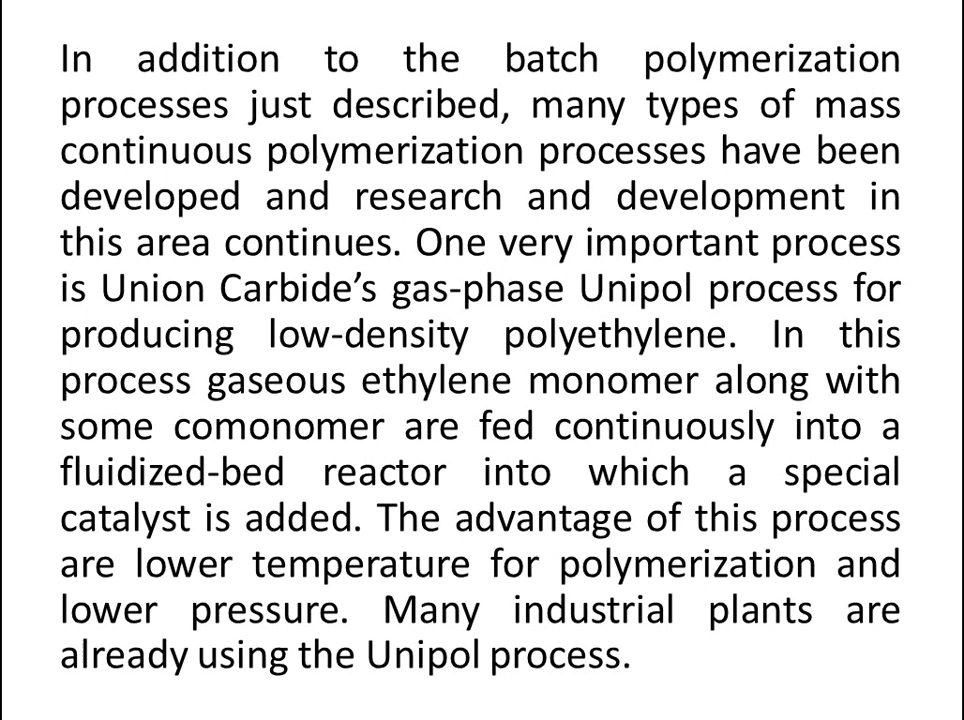 In addition to the batch polymerization
processes just described, many types of mass
continuous polymerization processes have been
developed and research and development in
this area continues. One very important process
is Union Carbide’s gas-phase Unipol process for
producing low-density polyethylene. In this
process gaseous ethylene monomer along with
some comonomer are fed continuously into a
fluidized-bed reactor into which a special
catalyst is added. The advantage of this process
are lower temperature for polymerization and
lower pressure. Many industrial plants are
already using the Unipol process.